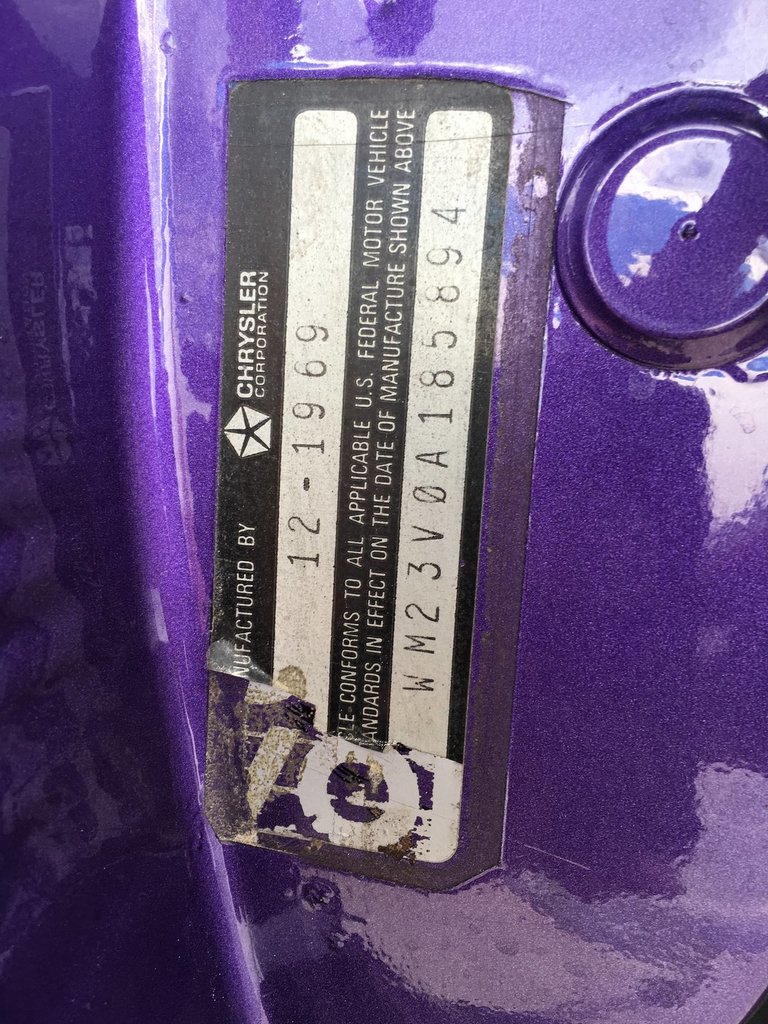 NUFACTURED BY CHRYSLER CORPORATION
12-1969
CLE CONFORMS TO ALL APPLICABLE U.S. FEDERAL MOTOR VEHICLE
ANDARDS IN EFFECT ON THE DATE OF MANUFACTURE SHOWN ABOVE
WM23V0A185894